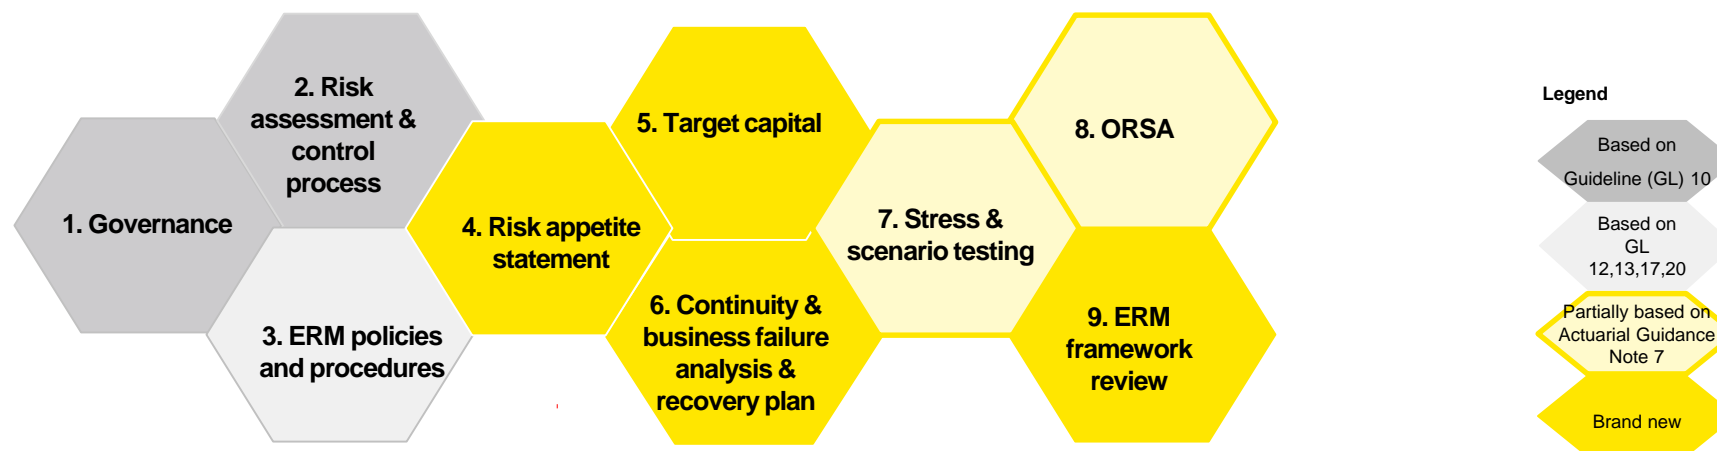 1. Governance
2. Risk
assessment &
control
process
3. ERM policies
and procedures
4. Risk appetite
statement
5. Target capital
6. Continuity &
business failure
analysis &
recovery plan
7. Stress &
scenario testing
8. ORSA
9. ERM
framework
review
Legend
Based on
Guideline (GL) 10
Based on
GL
12,13,17,20
Partially based on
Actuarial Guidance
Note 7
Brand new